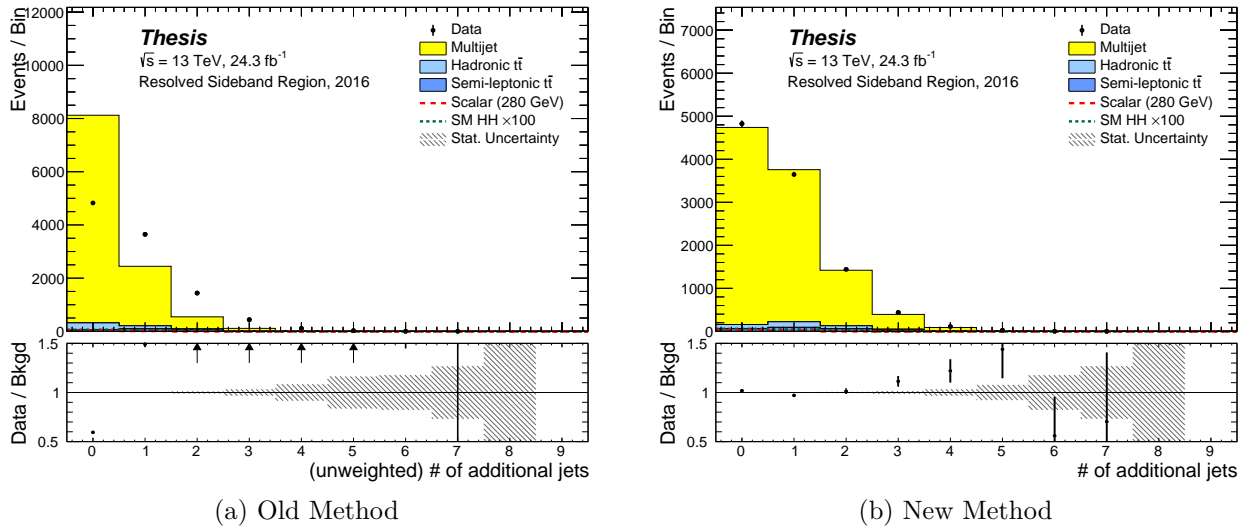 Events / Bin
12000
10000
8000
6000
4000
2000
0
Thesis
√s = 13 TeV, 24.3 fb⁻¹
Resolved Sideband Region, 2016
Data
Multijet
Hadronic tt̄
Semi-leptonic tt̄
Scalar (280 GeV)
SM HH ×100
Stat. Uncertainty
Data / Bkgd
1.5
1
0.5
0 1 2 3 4 5 6 7 8 9
(unweighted) # of additional jets
(a) Old Method
Events / Bin
7000
6000
5000
4000
3000
2000
1000
0
Thesis
√s = 13 TeV, 24.3 fb⁻¹
Resolved Sideband Region, 2016
Data
Multijet
Hadronic tt̄
Semi-leptonic tt̄
Scalar (280 GeV)
SM HH ×100
Stat. Uncertainty
Data / Bkgd
1.5
1
0.5
0 1 2 3 4 5 6 7 8 9
# of additional jets
(b) New Method